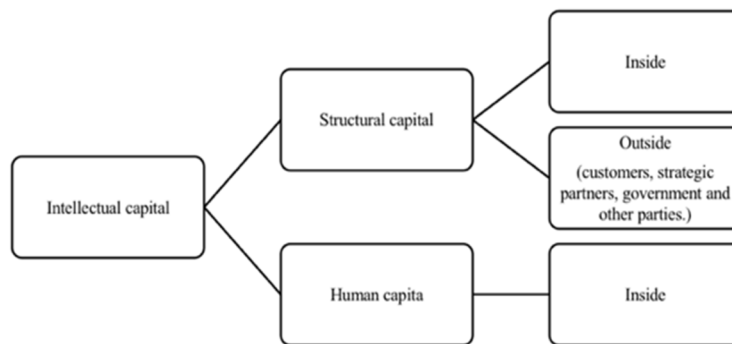 Inside
Structural capital
Outside
(customers, strategic
partners, government and
other parties.)
Intellectual capital
Human capita
Inside